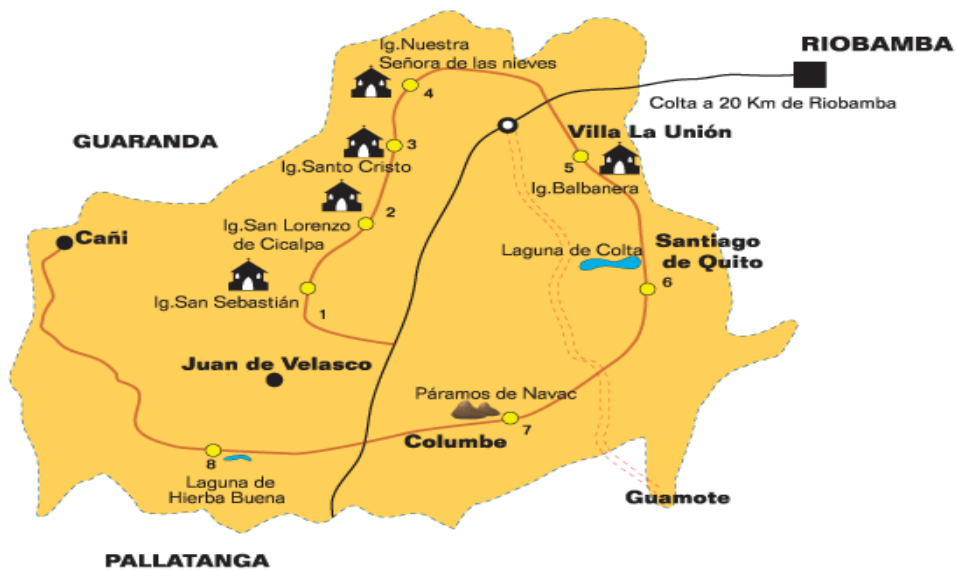 Ig.Nuestra
Señora de las nieves
4
RIOBAMBA
Colta a 20 Km de Riobamba
GUARANDA
3
Ig.Santo Cristo
Villa La Unión
5
Ig.Balbanera
2
Ig.San Lorenzo
de Cicalpa
Cañi
Laguna de Colta
Santiago
de Quito
6
Ig.San Sebastián
1
Juan de Velasco
Páramos de Navac
7
Columbe
8
Laguna de
Hierba Buena
Guamote
PALLATANGA